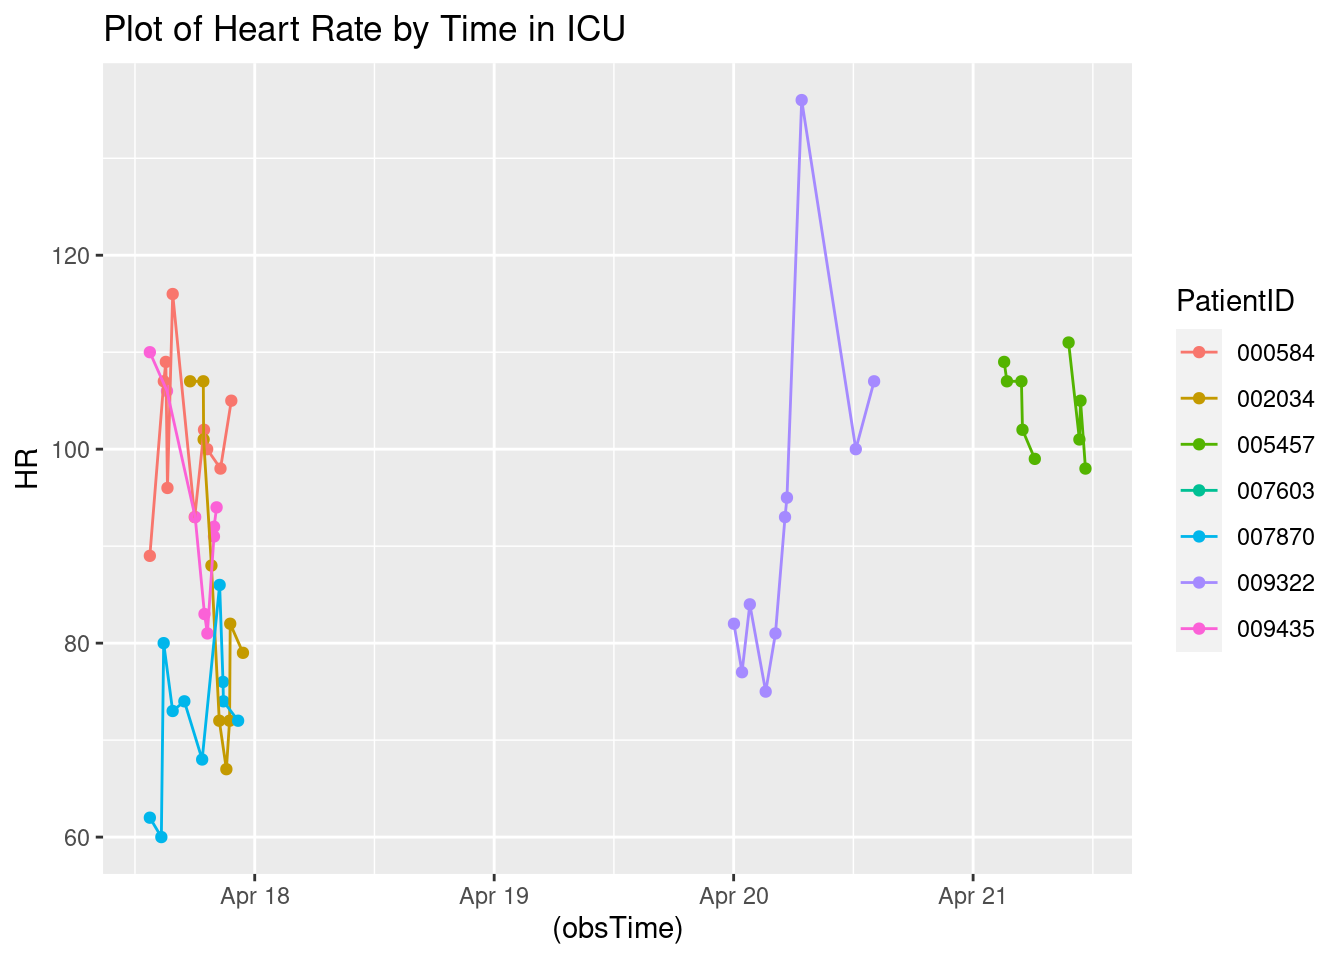 Plot of Heart Rate by Time in ICU
HR
120
100
80
60
Apr 18
Apr 19
Apr 20
Apr 21
(obsTime)
PatientID
000584
002034
005457
007603
007870
009322
009435